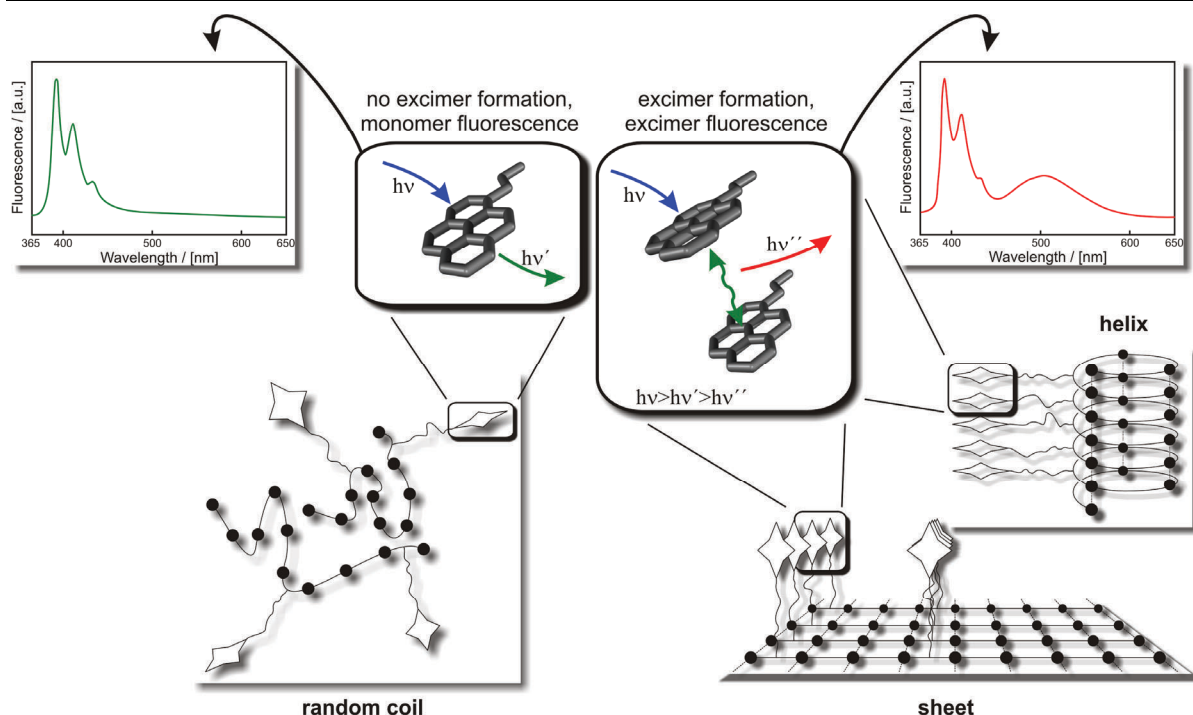 no excimer formation,
monomer fluorescence
excimer formation,
excimer fluorescence
Fluorescence / [a.u.]
365 400 500 600 650
Wavelength / [nm]
hν
hν′
hν
hν′′
hν>hν′>hν′′
Fluorescence / [a.u.]
365 400 500 600 650
Wavelength / [nm]
helix
random coil
sheet